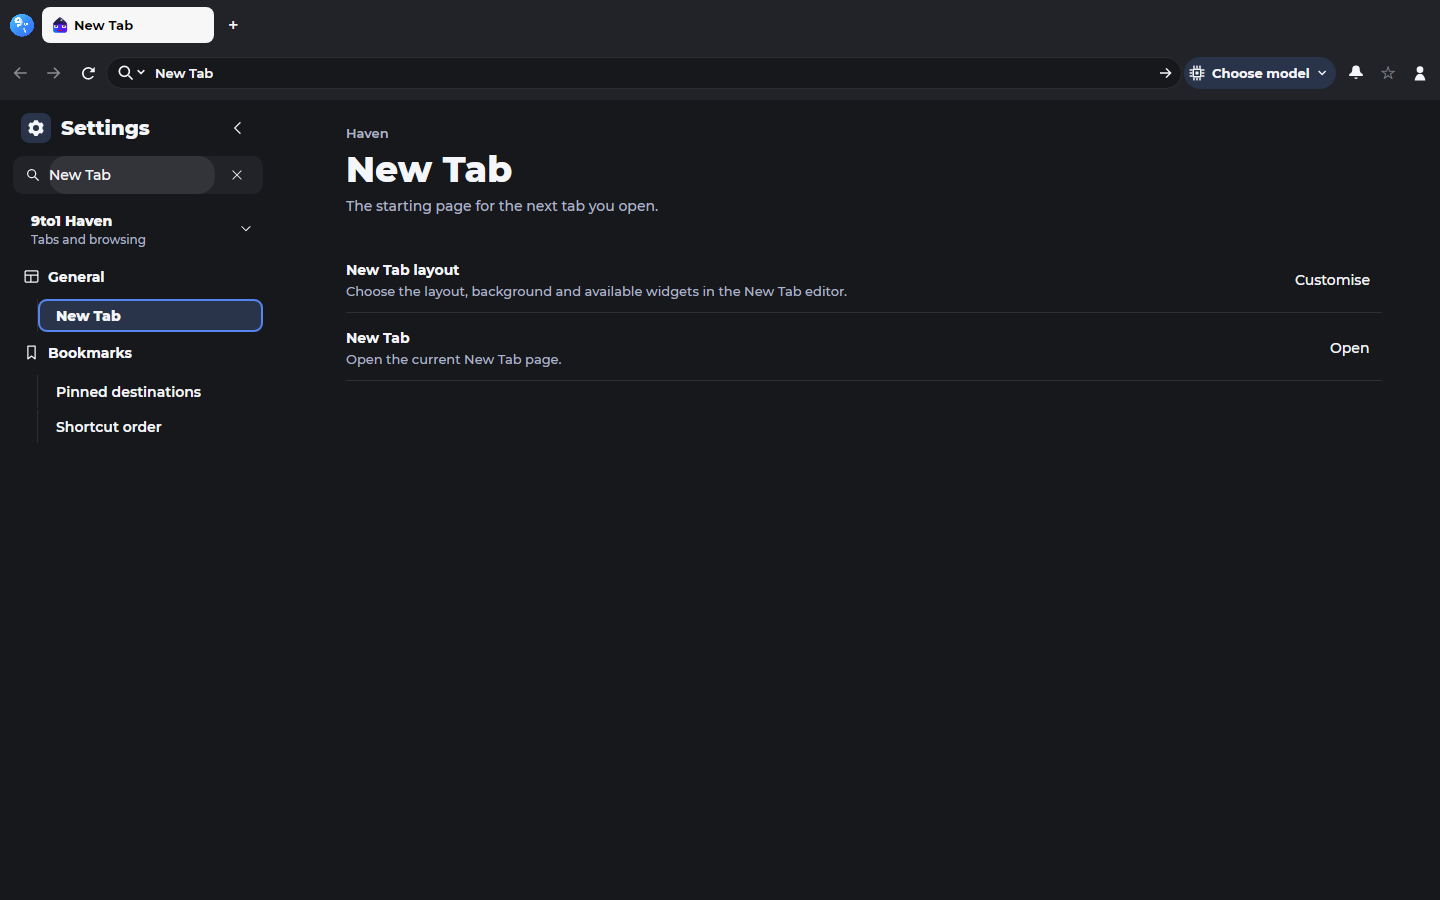 New Tab
+
New Tab
Choose model
Settings
New Tab
9to1 Haven
Tabs and browsing
General
New Tab
Bookmarks
Pinned destinations
Shortcut order
Haven
New Tab
The starting page for the next tab you open.
New Tab layout
Choose the layout, background and available widgets in the New Tab editor.
Customise
New Tab
Open the current New Tab page.
Open